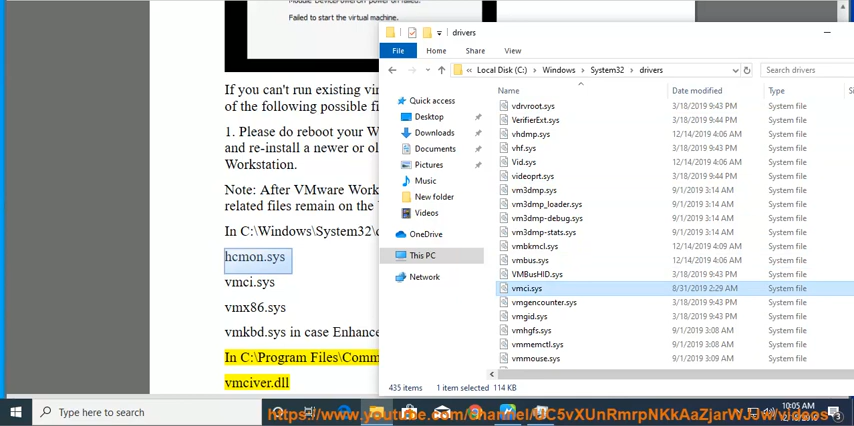 Module DevicePowerOn power on failed.
Failed to start the virtual machine.
If you can't run existing vir
of the following possible fi
1. Please do reboot your W
and re-install a newer or ol
Workstation.
Note: After VMware Work
related files remain on the
In C:\Windows\System32\d
hcmon.sys
vmci.sys
vmx86.sys
vmkbd.sys in case Enhance
In C:\Program Files\Comm
vmciver.dll
drivers
File Home Share View
« Local Disk (C:) > Windows > System32 > drivers
Search drivers
Quick access
Desktop
Downloads
Documents
Pictures
Music
New folder
Videos
OneDrive
This PC
Network
Name Date modified Type
vdrvroot.sys 3/18/2019 9:43 PM System file
VerifierExt.sys 3/18/2019 9:44 PM System file
vhdmp.sys 12/14/2019 4:06 AM System file
vhf.sys 3/18/2019 9:43 PM System file
Vid.sys 12/14/2019 4:06 AM System file
videoprt.sys 3/18/2019 9:44 PM System file
vm3dmp.sys 9/1/2019 3:14 AM System file
vm3dmp_loader.sys 9/1/2019 3:14 AM System file
vm3dmp-debug.sys 9/1/2019 3:14 AM System file
vm3dmp-stats.sys 9/1/2019 3:14 AM System file
vmbkmcl.sys 12/14/2019 4:09 AM System file
vmbus.sys 12/14/2019 4:06 AM System file
VMBusHID.sys 3/18/2019 9:43 PM System file
vmci.sys 8/31/2019 2:29 AM System file
vmgencounter.sys 3/18/2019 9:43 PM System file
vmgid.sys 3/18/2019 9:43 PM System file
vmhgfs.sys 9/1/2019 3:08 AM System file
vmmemctl.sys 9/1/2019 3:08 AM System file
vmmouse.sys 9/1/2019 3:09 AM System file
435 items 1 item selected 114 KB
Type here to search
10:05 AM
https://www.youtube.com/channel/UC5vXUnRmrpNKkAaZjarWJsw/videos